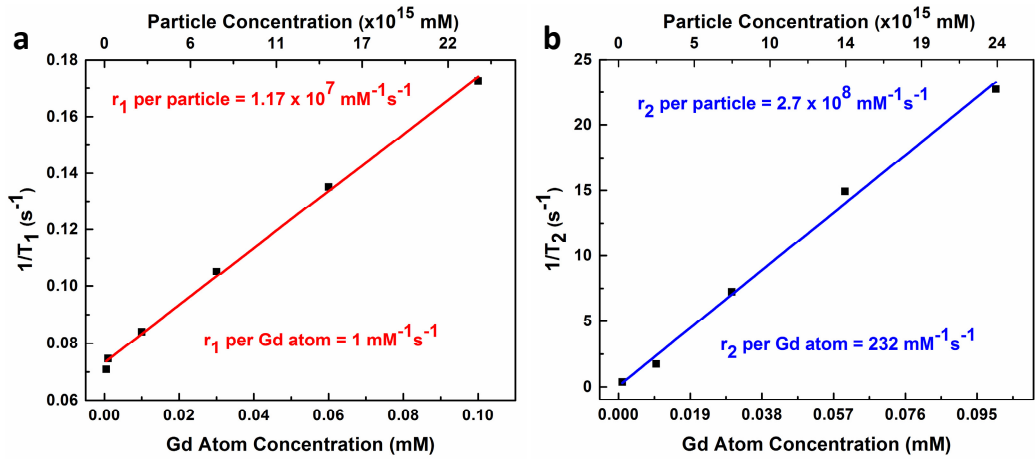 a
Particle Concentration (x10^15 mM)
0 8 14 17 22
0.18
0.16
0.14
0.12
0.10
0.08
0.06
1/T1 (s^-1)
r1 per particle = 1.17 x 10^7 mM^-1s^-1
r1 per Gd atom = 1 mM^-1s^-1
0.00 0.02 0.04 0.06 0.08 0.10
Gd Atom Concentration (mM)
b
Particle Concentration (x10^15 mM)
0 5 10 14 19 24
25
20
15
10
5
0
1/T2 (s^-1)
r2 per particle = 2.7 x 10^8 mM^-1s^-1
r2 per Gd atom = 232 mM^-1s^-1
0.000 0.019 0.038 0.057 0.076 0.095
Gd Atom Concentration (mM)